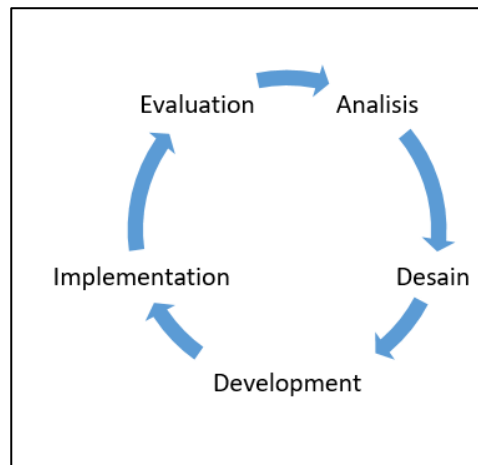 Evaluation
Analisis
Implementation
Desain
Development